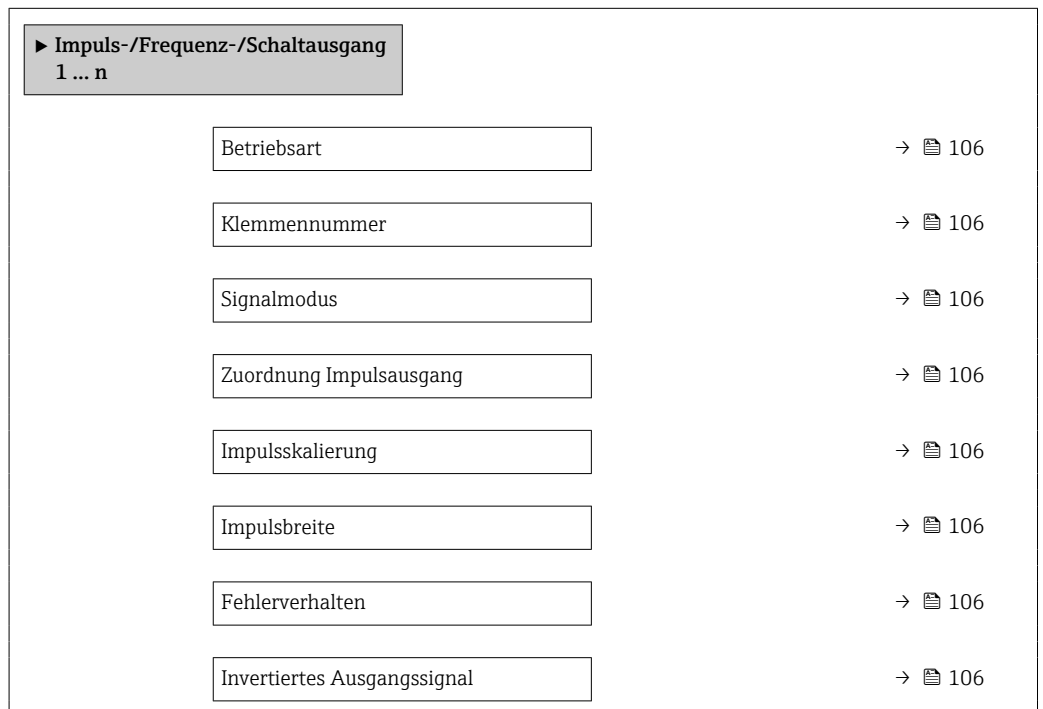 ▶ Impuls-/Frequenz-/Schaltausgang
1 … n
Betriebsart → 106
Klemmennummer → 106
Signalmodus → 106
Zuordnung Impulsausgang → 106
Impulsskalierung → 106
Impulsbreite → 106
Fehlerverhalten → 106
Invertiertes Ausgangssignal → 106